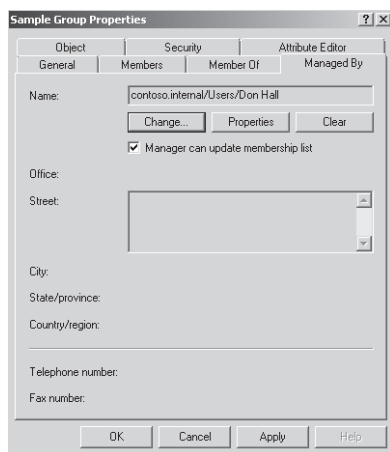 Sample Group Properties ? x
Object Security Attribute Editor
General Members Member Of Managed By
Name: contoso.internal/Users/Don Hall
Change... Properties Clear
Manager can update membership list
Office:
Street:
City:
State/province:
Country/region:
Telephone number:
Fax number:
OK Cancel Apply Help